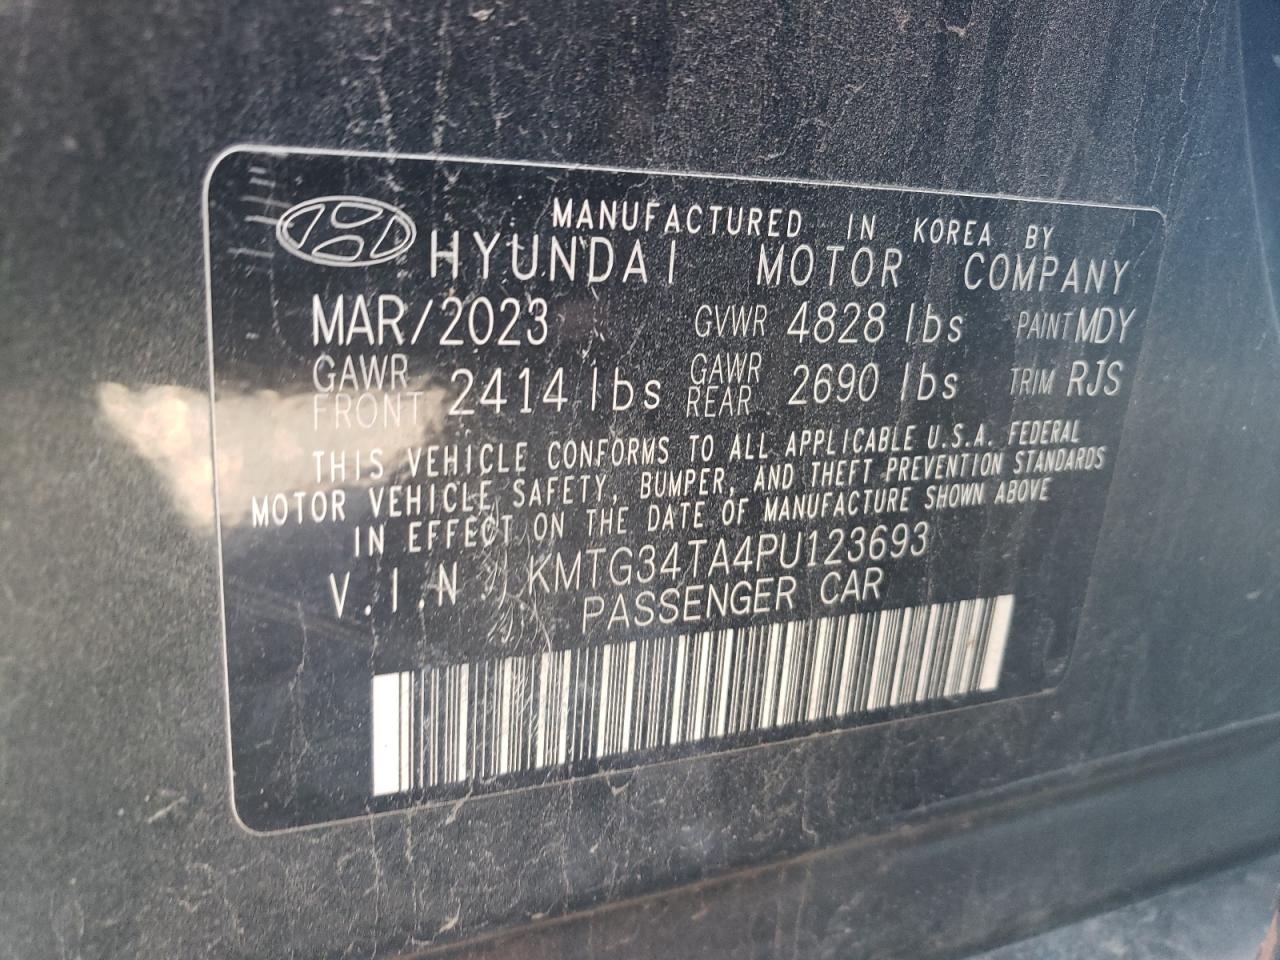 MANUFACTURED IN KOREA BY
HYUNDAI MOTOR COMPANY
MAR/2023 GVWR 4828 lbs PAINT MDY
GAWR FRONT 2414 lbs GAWR REAR 2690 lbs TRIM RJS
THIS VEHICLE CONFORMS TO ALL APPLICABLE U.S.A. FEDERAL
MOTOR VEHICLE SAFETY, BUMPER, AND THEFT PREVENTION STANDARDS
IN EFFECT ON THE DATE OF MANUFACTURE SHOWN ABOVE
V.I.N : KMTG34TA4PU123693
PASSENGER CAR